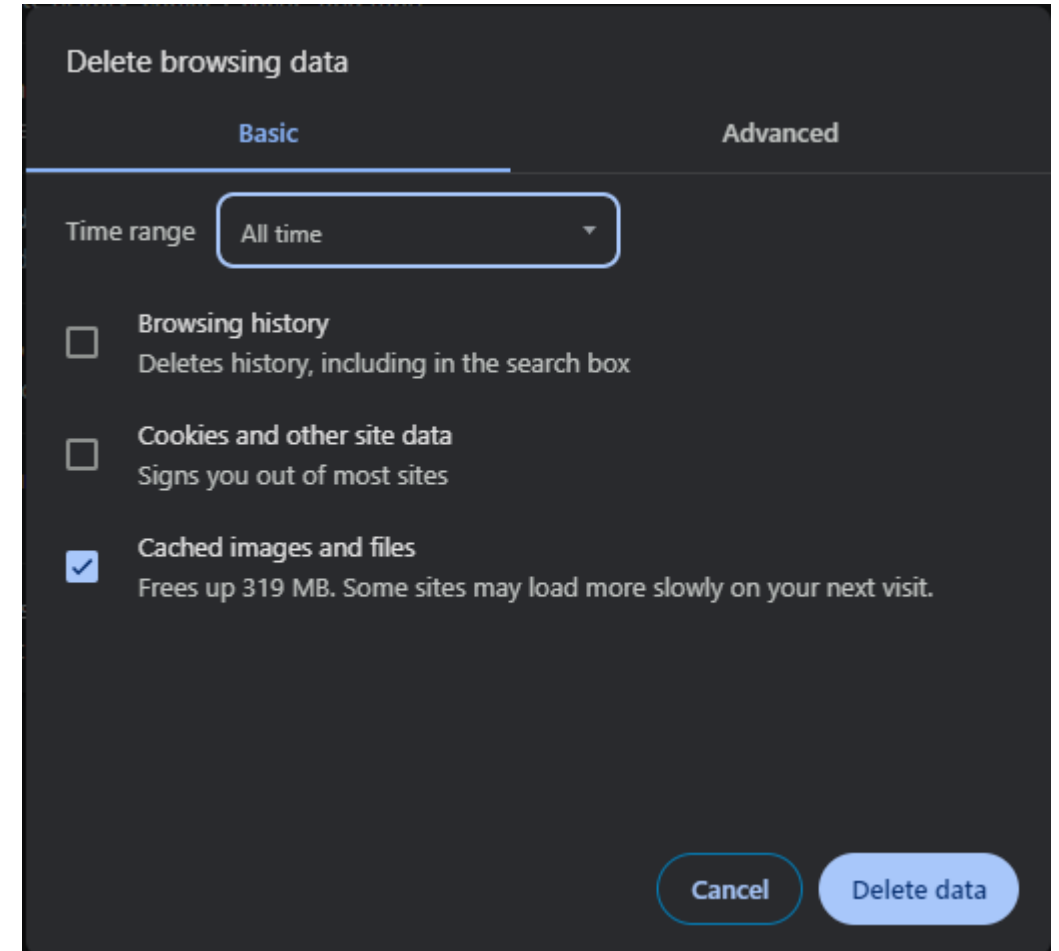 Delete browsing data
Basic
Advanced
Time range
All time
Browsing history
Deletes history, including in the search box
Cookies and other site data
Signs you out of most sites
Cached images and files
Frees up 319 MB. Some sites may load more slowly on your next visit.
Cancel
Delete data